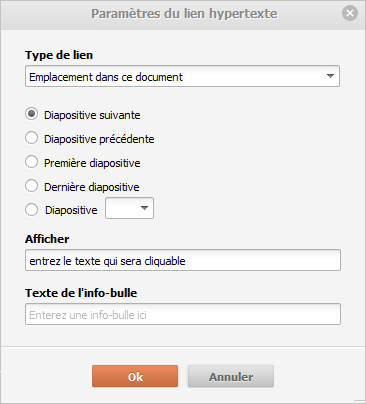 Paramètres du lien hypertexte
Type de lien
Emplacement dans ce document
Diapositive suivante
Diapositive précédente
Première diapositive
Dernière diapositive
Diapositive
Afficher
entrez le texte qui sera cliquable
Texte de l'info-bulle
Enterez une info-bulle ici
Ok Annuler